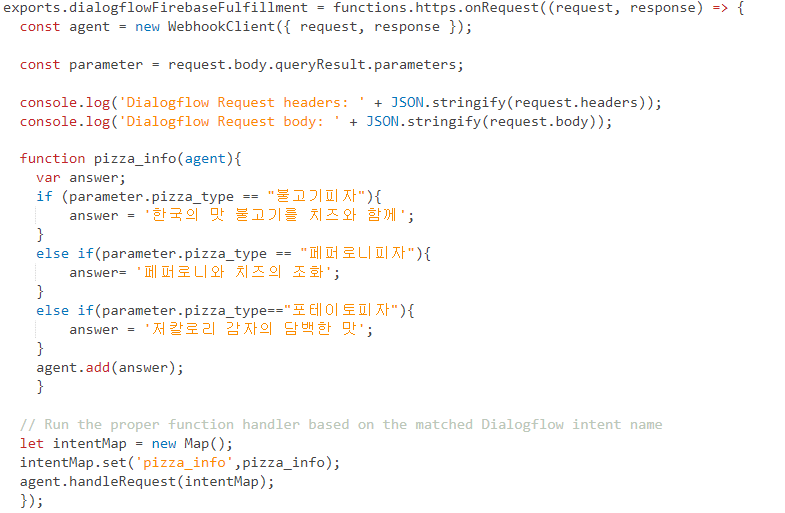 exports.dialogflowFirebaseFulfillment = functions.https.onRequest((request, response) => {
  const agent = new WebhookClient({ request, response });
  const parameter = request.body.queryResult.parameters;
  console.log('Dialogflow Request headers: ' + JSON.stringify(request.headers));
  console.log('Dialogflow Request body: ' + JSON.stringify(request.body));
  function pizza_info(agent){
    var answer;
    if (parameter.pizza_type == "불고기피자"){
        answer = '한국의 맛 불고기를 치즈와 함께';
    }
    else if(parameter.pizza_type == "페퍼로니피자"){
        answer= '페퍼로니와 치즈의 조화';
    }
    else if(parameter.pizza_type=="포테이토피자"){
        answer = '저칼로리 감자의 담백한 맛';
    }
    agent.add(answer);
    }
  // Run the proper function handler based on the matched Dialogflow intent name
  let intentMap = new Map();
  intentMap.set('pizza_info',pizza_info);
  agent.handleRequest(intentMap);
  });